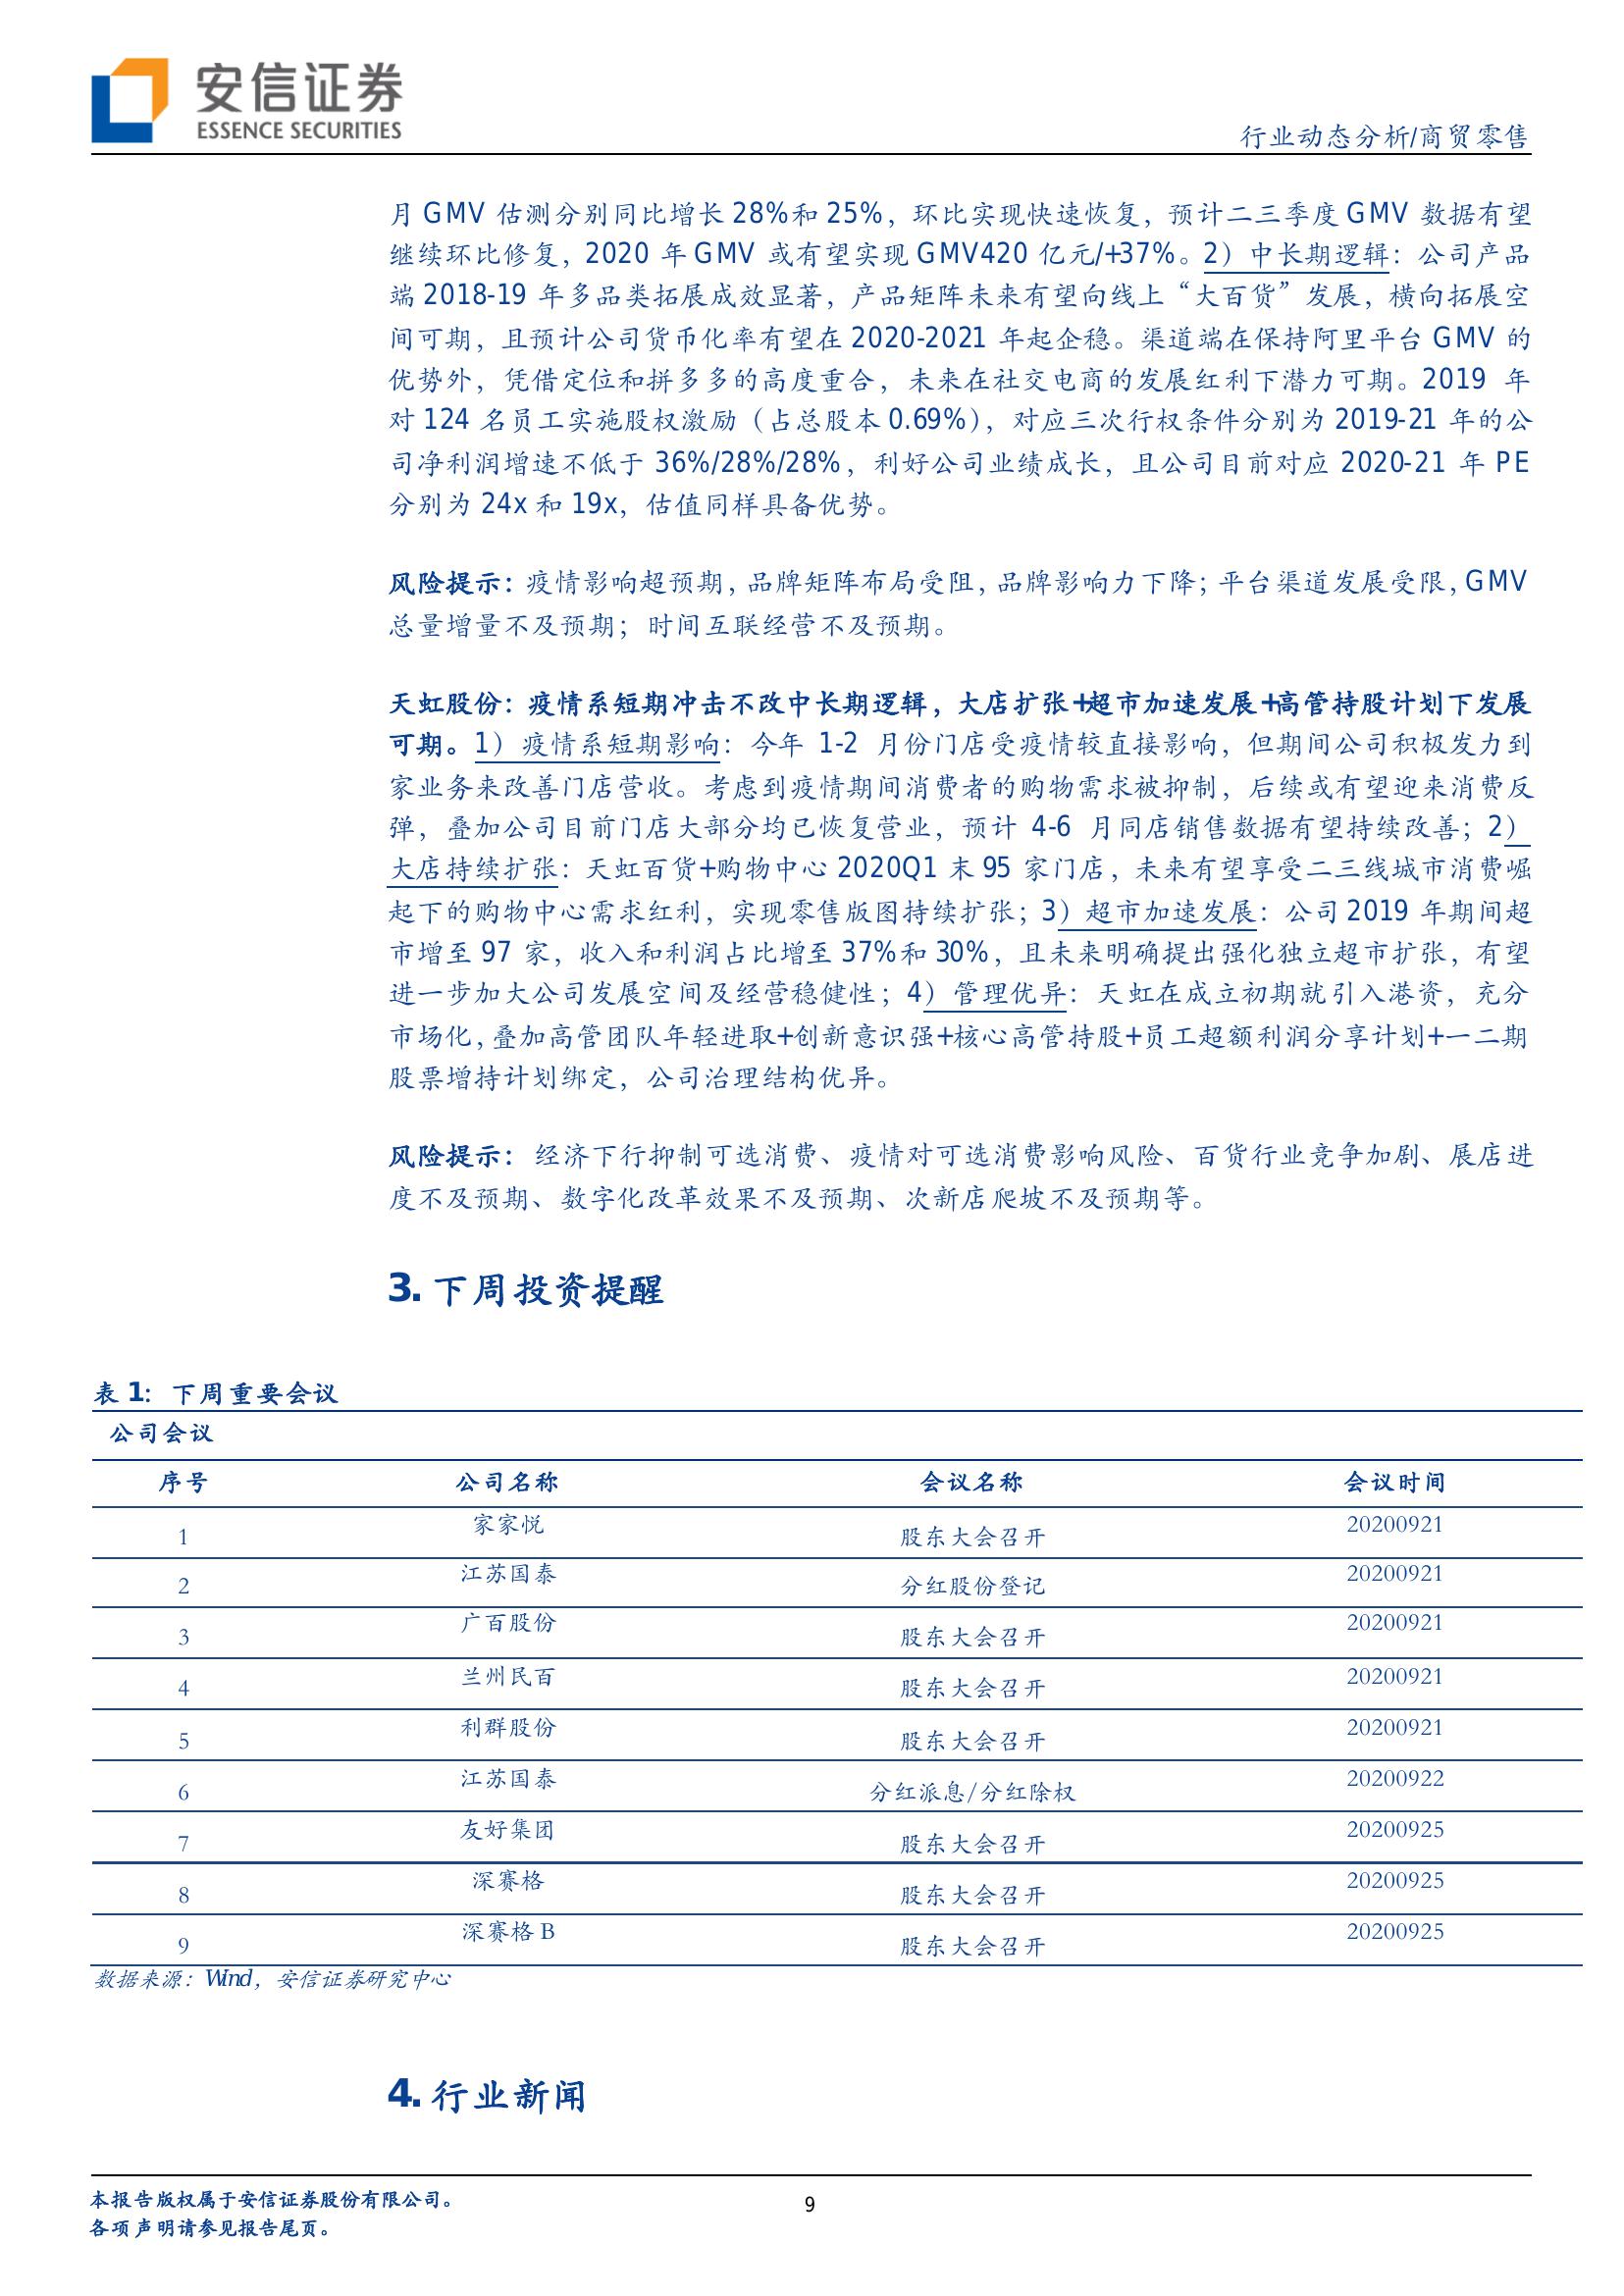 安信证券
ESSENCE SECURITIES
行业动态分析/商贸零售
月 GMV 估测分别同比增长 28%和 25%，环比实现快速恢复，预计二三季度 GMV 数据有望
继续环比修复，2020 年 GMV 或有望实现 GMV420 亿元/+37%。2）中长期逻辑：公司产品
端 2018-19 年多品类拓展成效显著，产品矩阵未来有望向线上“大百货”发展，横向拓展空
间可期，且预计公司货币化率有望在 2020-2021 年起企稳。渠道端在保持阿里平台 GMV 的
优势外，凭借定位和拼多多的高度重合，未来在社交电商的发展红利下潜力可期。2019 年
对 124 名员工实施股权激励（占总股本 0.69%），对应三次行权条件分别为 2019-21 年的公
司净利润增速不低于 36%/28%/28%，利好公司业绩成长，且公司目前对应 2020-21 年 PE
分别为 24x 和 19x，估值同样具备优势。
风险提示：疫情影响超预期，品牌矩阵布局受阻，品牌影响力下降；平台渠道发展受限，GMV
总量增量不及预期；时间互联经营不及预期。
天虹股份：疫情系短期冲击不改中长期逻辑，大店扩张+超市加速发展+高管持股计划下发展
可期。1）疫情系短期影响：今年 1-2 月份门店受疫情较直接影响，但期间公司积极发力到
家业务来改善门店营收。考虑到疫情期间消费者的购物需求被抑制，后续或有望迎来消费反
弹，叠加公司目前门店大部分均已恢复营业，预计 4-6 月同店销售数据有望持续改善；2）
大店持续扩张：天虹百货+购物中心 2020Q1 末 95 家门店，未来有望享受二三线城市消费崛
起下的购物中心需求红利，实现零售版图持续扩张；3）超市加速发展：公司 2019 年期间超
市增至 97 家，收入和利润占比增至 37%和 30%，且未来明确提出强化独立超市扩张，有望
进一步加大公司发展空间及经营稳健性；4）管理优异：天虹在成立初期就引入港资，充分
市场化，叠加高管团队年轻进取+创新意识强+核心高管持股+员工超额利润分享计划+一二期
股票增持计划绑定，公司治理结构优异。
风险提示：经济下行抑制可选消费、疫情对可选消费影响风险、百货行业竞争加剧、展店进
度不及预期、数字化改革效果不及预期、次新店爬坡不及预期等。
3. 下周投资提醒
表 1：下周重要会议
公司会议
序号 公司名称 会议名称 会议时间
1 家家悦 股东大会召开 20200921
2 江苏国泰 分红股份登记 20200921
3 广百股份 股东大会召开 20200921
4 兰州民百 股东大会召开 20200921
5 利群股份 股东大会召开 20200921
6 江苏国泰 分红派息/分红除权 20200922
7 友好集团 股东大会召开 20200925
8 深赛格 股东大会召开 20200925
9 深赛格 B 股东大会召开 20200925
数据来源：Wind，安信证券研究中心
4. 行业新闻
本报告版权属于安信证券股份有限公司。
各项声明请参见报告尾页。
9